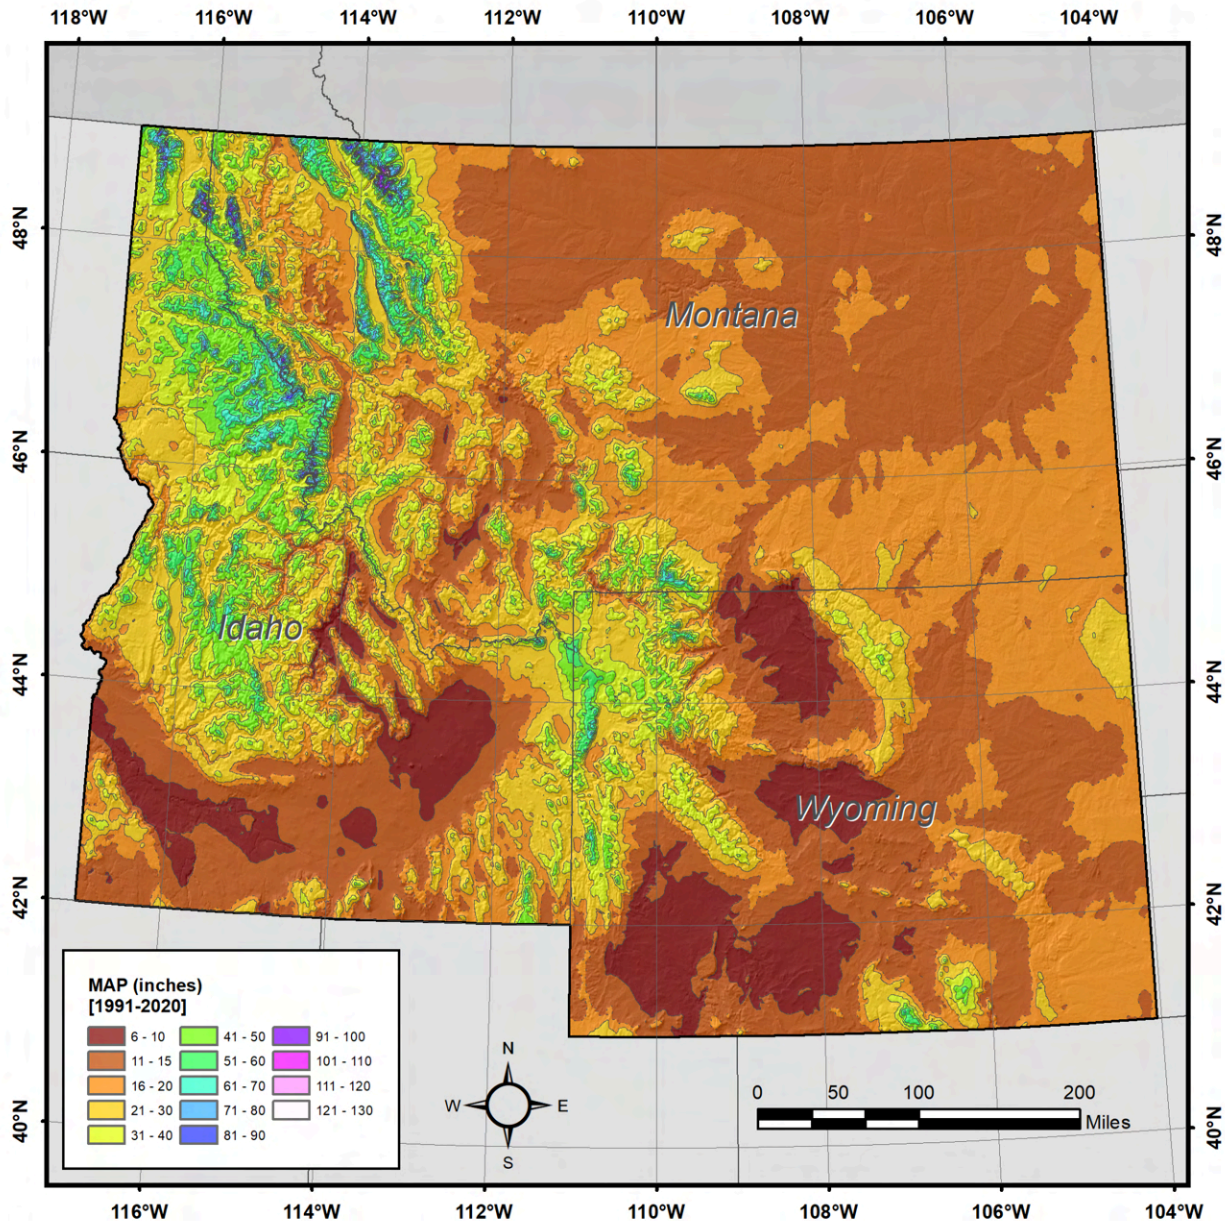 118°W 116°W 114°W 112°W 110°W 108°W 106°W 104°W
48°N 48°N
Montana
46°N 46°N
Idaho
44°N 44°N
Wyoming
42°N 42°N
MAP (inches)
[1991-2020]
6 - 10 41 - 50 91 - 100
11 - 15 51 - 60 101 - 110
16 - 20 61 - 70 111 - 120
21 - 30 71 - 80 121 - 130
31 - 40 81 - 90
N
W E
S
0 50 100 200
Miles
40°N 40°N
116°W 114°W 112°W 110°W 108°W 106°W 104°W